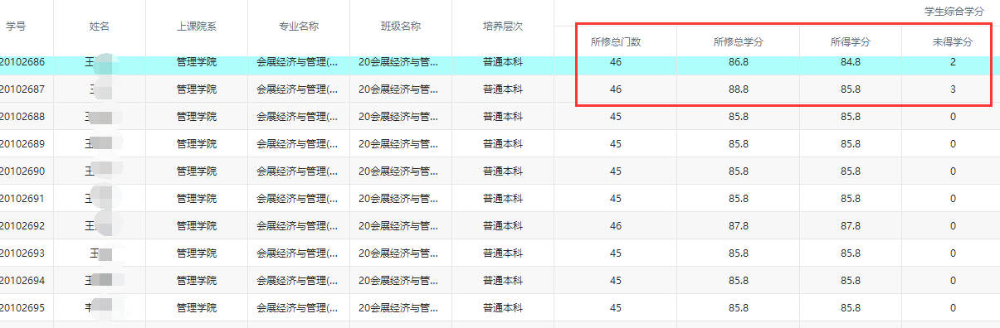 学生综合学分
学号 姓名 上课院系 专业名称 班级名称 培养层次 所修总门数 所修总学分 所得学分 未得学分
20102686 王 管理学院 会展经济与管理(... 20会展经济与管... 普通本科 46 86.8 84.8 2
20102687 管理学院 会展经济与管理(... 20会展经济与管... 普通本科 46 88.8 85.8 3
20102688 管理学院 会展经济与管理(... 20会展经济与管... 普通本科 45 85.8 85.8 0
20102689 王 管理学院 会展经济与管理(... 20会展经济与管... 普通本科 45 85.8 85.8 0
20102690 王 管理学院 会展经济与管理(... 20会展经济与管... 普通本科 45 85.8 85.8 0
20102691 管理学院 会展经济与管理(... 20会展经济与管... 普通本科 45 85.8 85.8 0
20102692 王 管理学院 会展经济与管理(... 20会展经济与管... 普通本科 46 87.8 87.8 0
20102693 王 管理学院 会展经济与管理(... 20会展经济与管... 普通本科 45 85.8 85.8 0
20102694 王 管理学院 会展经济与管理(... 20会展经济与管... 普通本科 45 85.8 85.8 0
20102695 管理学院 会展经济与管理(... 20会展经济与管... 普通本科 45 85.8 85.8 0